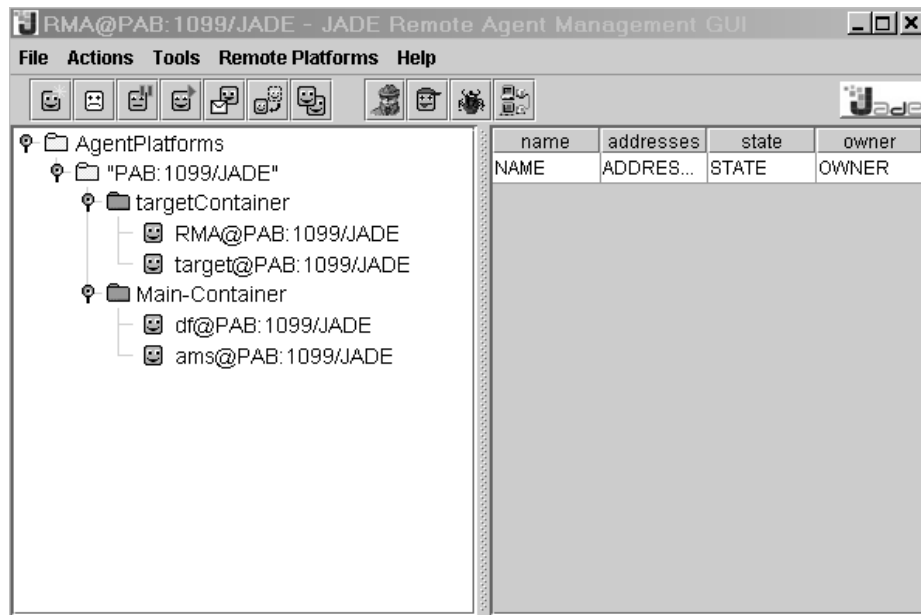 RMA@PAB:1099/JADE - JADE Remote Agent Management GUI
File Actions Tools Remote Platforms Help
Jade
AgentPlatforms
"PAB:1099/JADE"
targetContainer
RMA@PAB:1099/JADE
target@PAB:1099/JADE
Main-Container
df@PAB:1099/JADE
ams@PAB:1099/JADE
name addresses state owner
NAME ADDRES... STATE OWNER